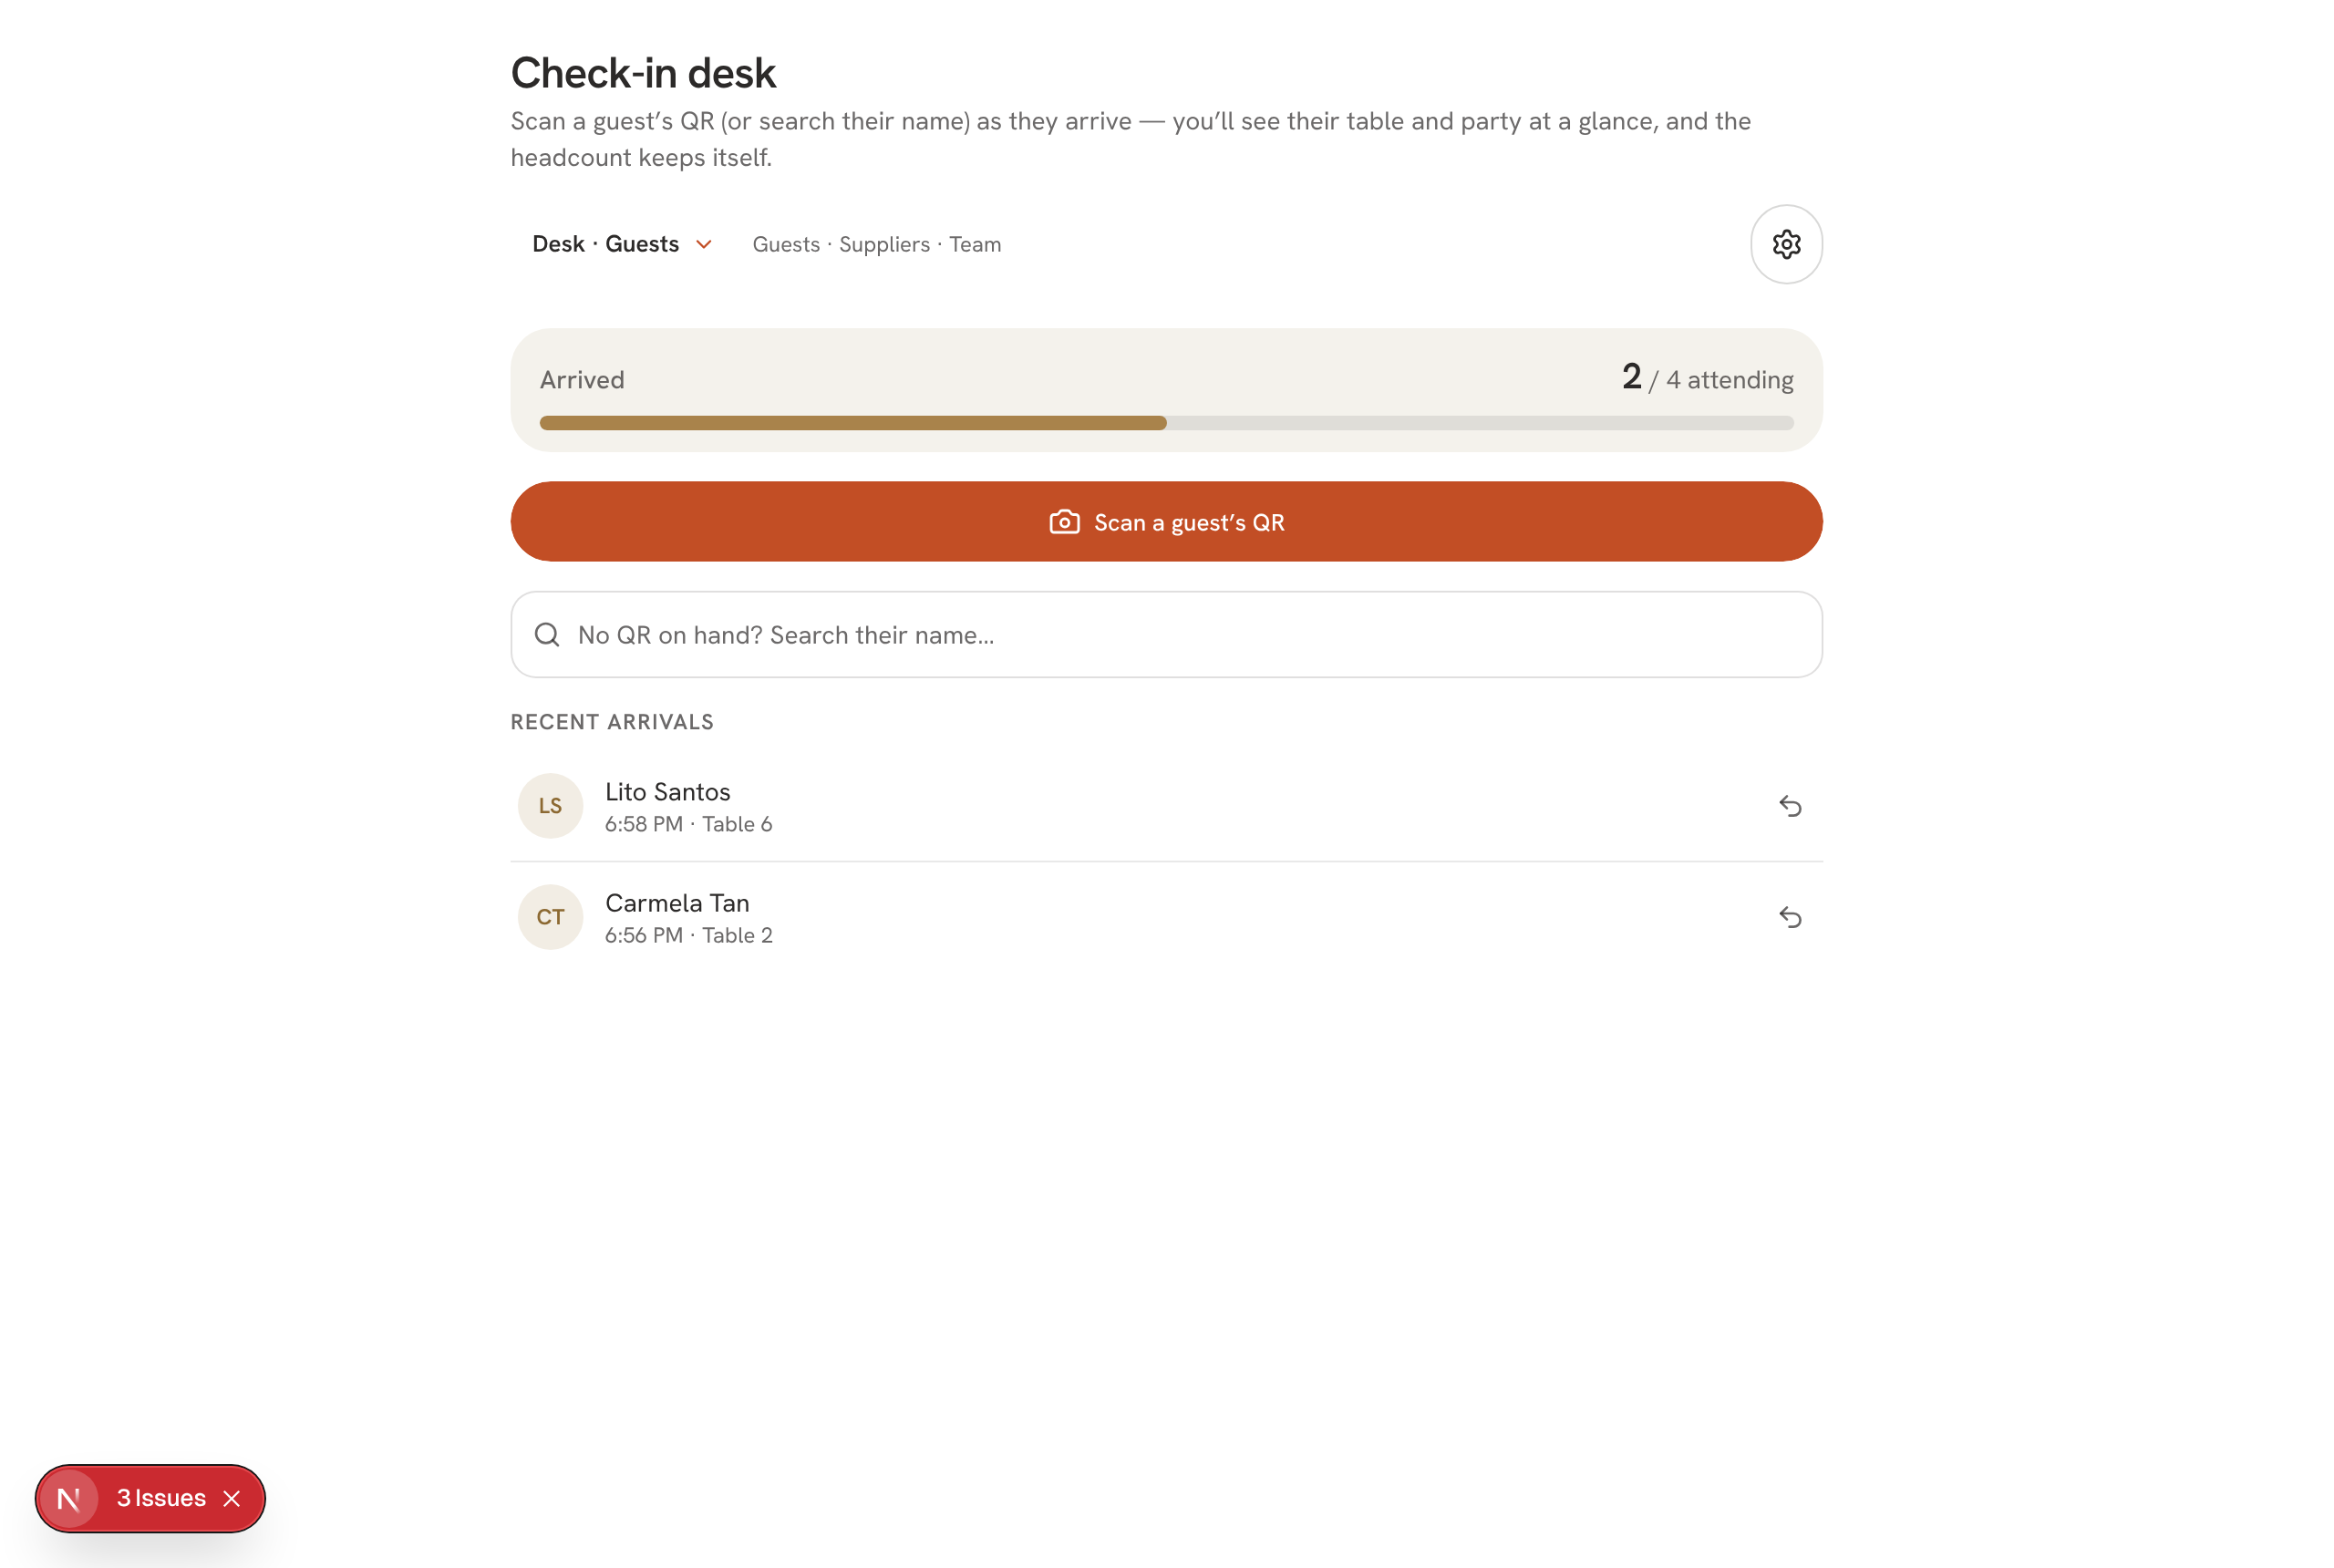 Check-in desk
Scan a guest’s QR (or search their name) as they arrive — you’ll see their table and party at a glance, and the
headcount keeps itself.
Desk · Guests
Guests · Suppliers · Team
Arrived
2 / 4 attending
Scan a guest’s QR
No QR on hand? Search their name…
RECENT ARRIVALS
LS
Lito Santos
6:58 PM · Table 6
CT
Carmela Tan
6:56 PM · Table 2
N
3 Issues